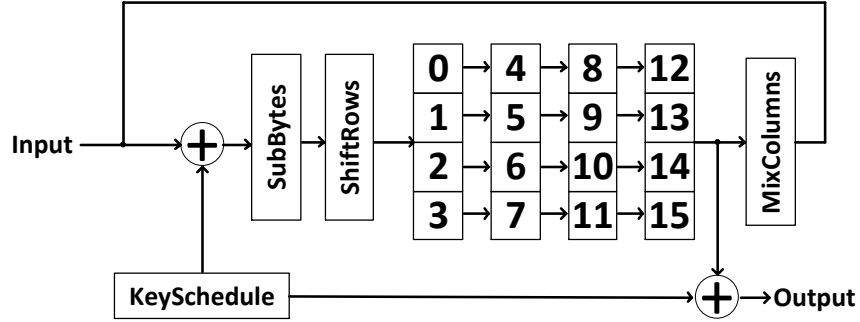 0 4 8 12
1 5 9 13
2 6 10 14
3 7 11 15
Input
+
SubBytes
ShiftRows
MixColumns
KeySchedule
+
Output